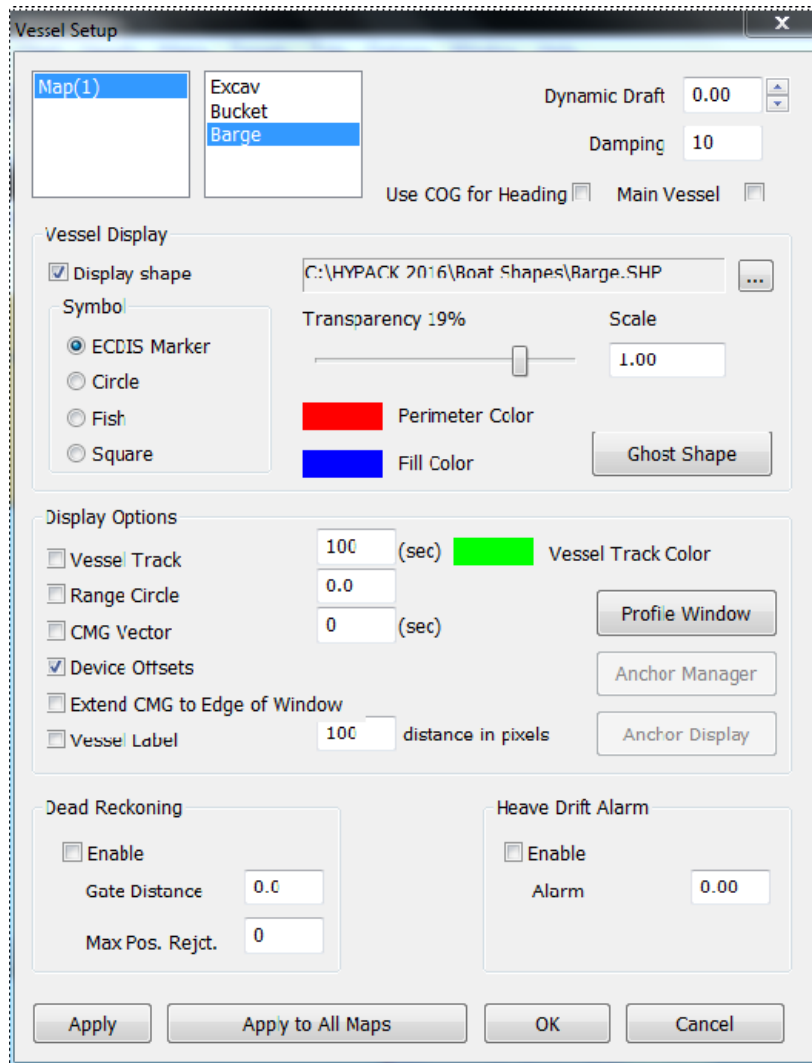 Vessel Setup
x
Map(1)
Excav
Bucket
Barge
Dynamic Draft 0.00
Damping 10
Use COG for Heading Main Vessel
Vessel Display
Display shape C:\HYPACK 2016\Boat Shapes\Barge.SHP ...
Symbol
Transparency 19% Scale
ECDIS Marker
1.00
Circle
Fish
Perimeter Color
Square
Fill Color
Ghost Shape
Display Options
Vessel Track 100 (sec) Vessel Track Color
Range Circle 0.0
Profile Window
CMG Vector 0 (sec)
Device Offsets
Anchor Manager
Extend CMG to Edge of Window
Vessel Label 100 distance in pixels
Anchor Display
Dead Reckoning
Enable
Gate Distance 0.0
Max Pos. Rejct. 0
Heave Drift Alarm
Enable
Alarm 0.00
Apply Apply to All Maps OK Cancel